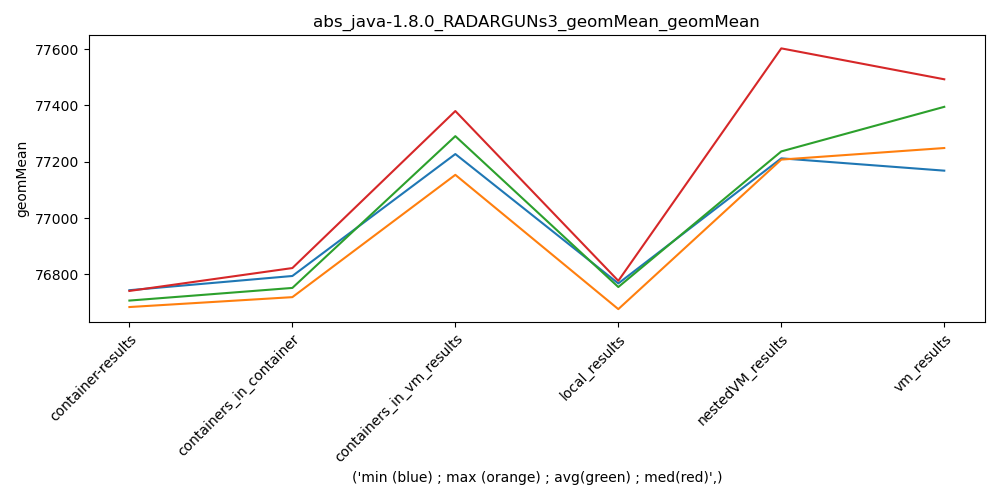 abs_java-1.8.0_RADARGUNs3_geomMean_geomMean
77600
77400
77200
77000
76800
geomMean
container-results
containers_in_container
containers_in_vm_results
local_results
nestedVM_results
vm_results
('min (blue) ; max (orange) ; avg(green) ; med(red)',)